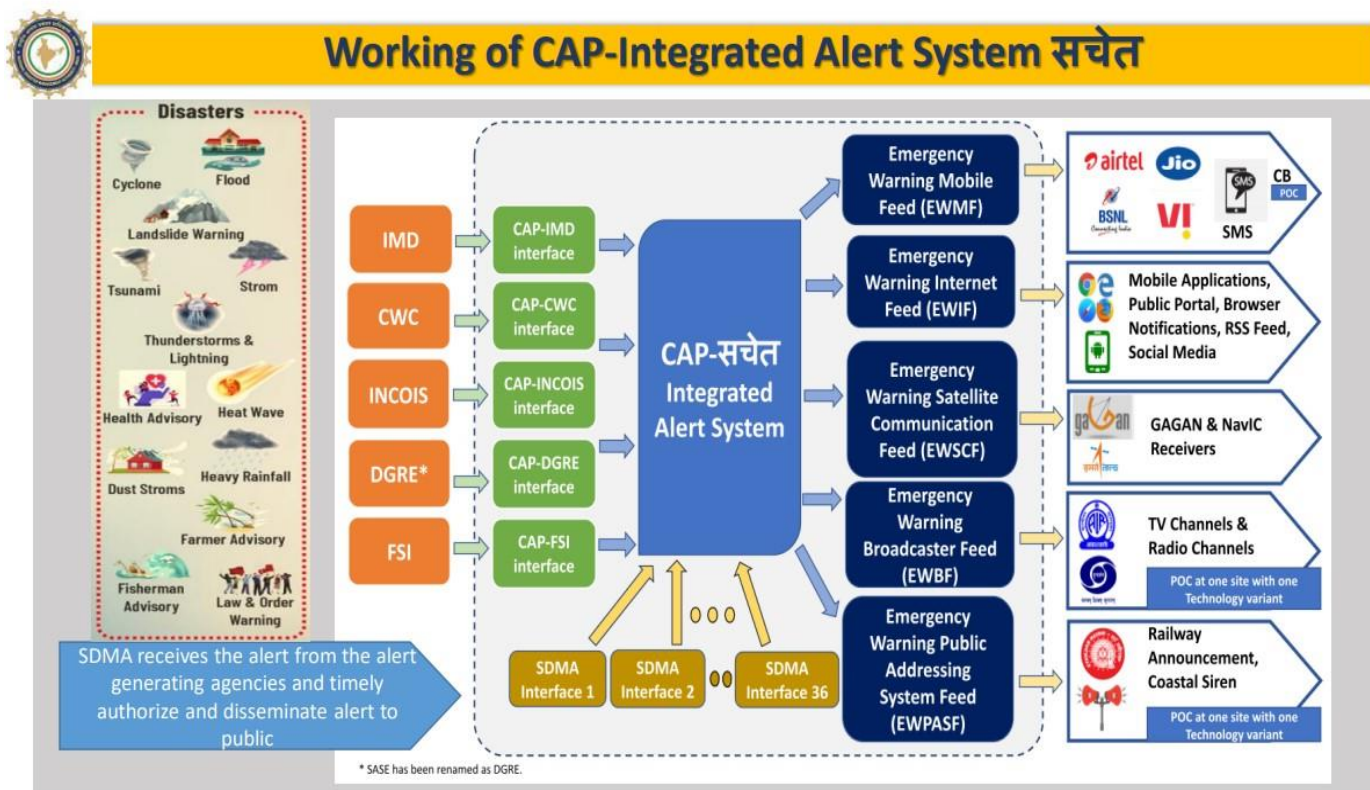 Working of CAP-Integrated Alert System सचेत
Disasters
Cyclone
Flood
Landslide Warning
Tsunami
Strom
Thunderstorms &
Lightning
Health Advisory
Heat Wave
Dust Stroms
Heavy Rainfall
Farmer Advisory
Fisherman
Advisory
Law & Order
Warning
SDMA receives the alert from the alert
generating agencies and timely
authorize and disseminate alert to
public
IMD
CWC
INCOIS
DGRE*
FSI
CAP-IMD
interface
CAP-CWC
interface
CAP-INCOIS
interface
CAP-DGRE
interface
CAP-FSI
interface
CAP-सचेत
Integrated
Alert System
SDMA
Interface 1
SDMA
Interface 2
SDMA
Interface 36
Emergency
Warning Mobile
Feed (EWMF)
Emergency
Warning Internet
Feed (EWIF)
Emergency
Warning Satellite
Communication
Feed (EWSCF)
Emergency
Warning
Broadcaster Feed
(EWBF)
Emergency
Warning Public
Addressing
System Feed
(EWPASF)
airtel
Jio
BSNL
Connecting India
VI!
SMS
SMS
CB
POC
Mobile Applications,
Public Portal, Browser
Notifications, RSS Feed,
Social Media
gagan
GAGAN & NavIC
Receivers
TV Channels &
Radio Channels
POC at one site with one
Technology variant
Railway
Announcement,
Coastal Siren
POC at one site with one
Technology variant
* SASE has been renamed as DGRE.